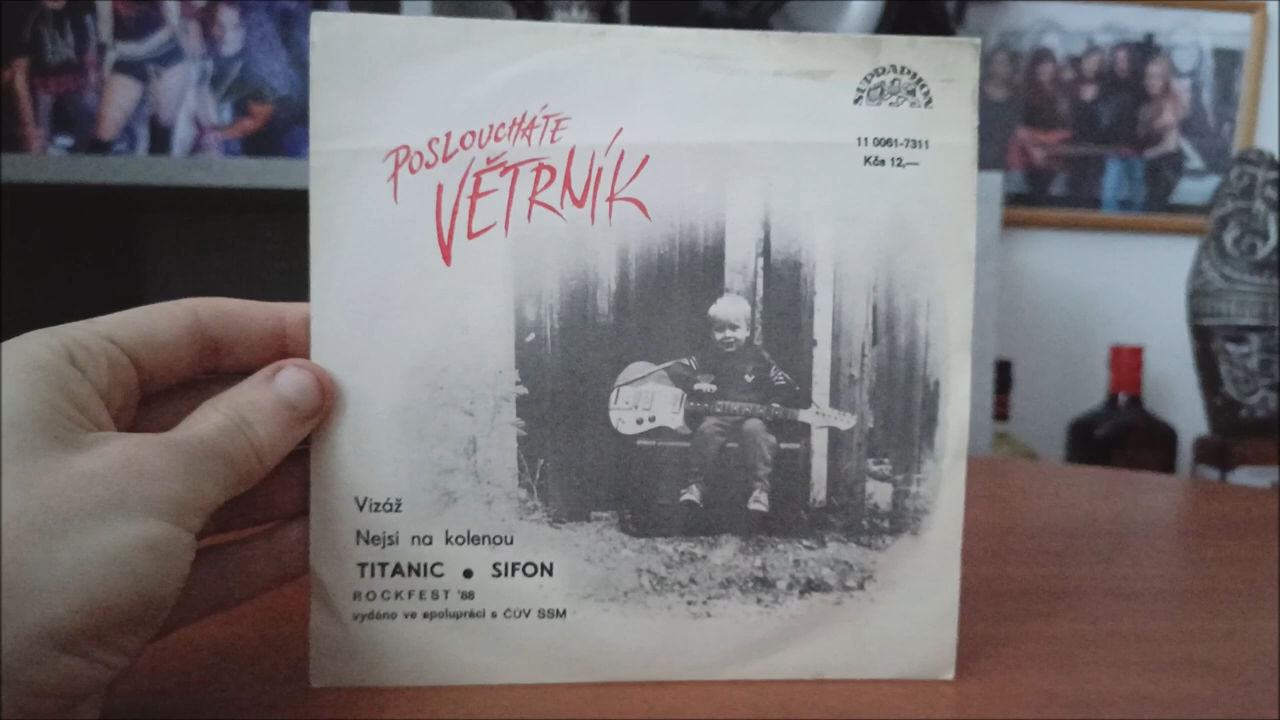 POSLOUCHÁTE
VĚTRNÍK
SUPRAPHON
11 0061-7311
Kčs 12,—
Vizáž
Nejsi na kolenou
TITANIC ● SIFON
ROCKFEST '88
vydáno ve spolupráci s ČÚV SSM